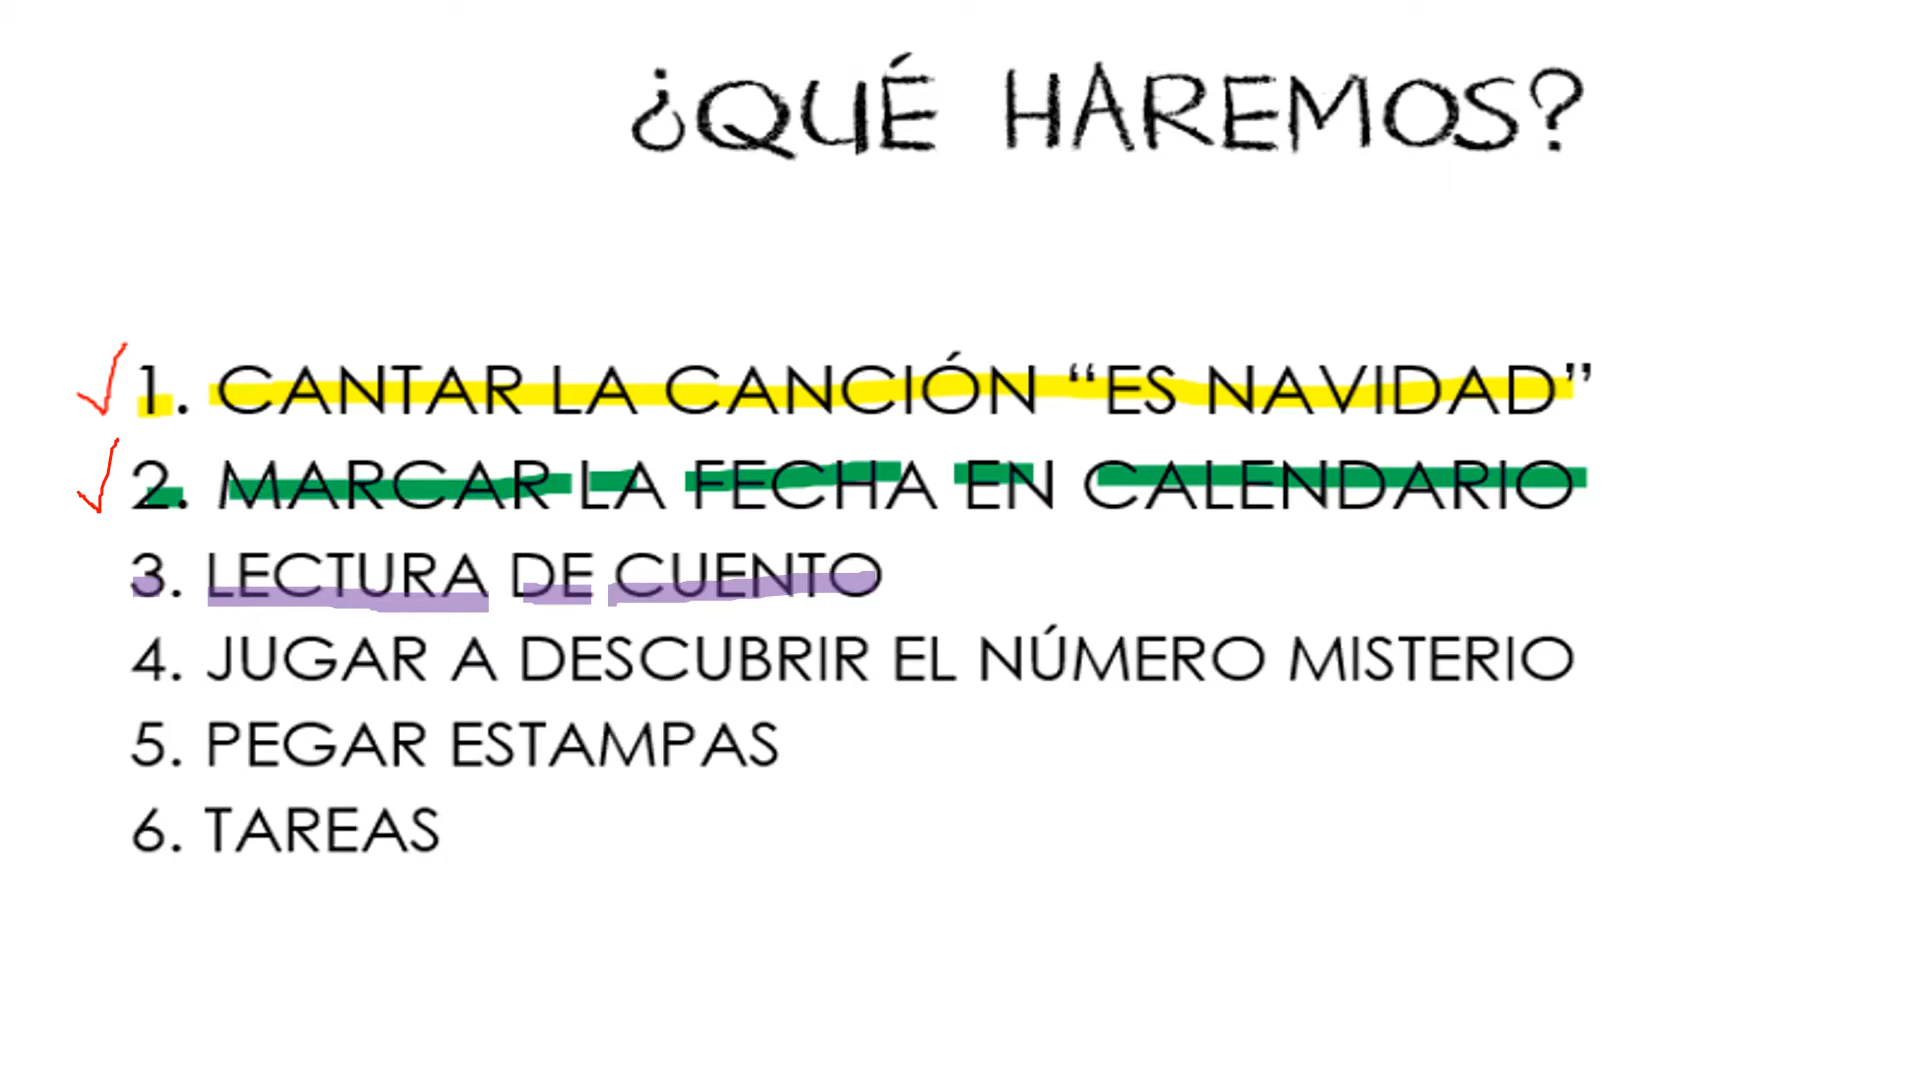 ¿QUÉ HAREMOS?
1. CANTAR LA CANCIÓN “ES NAVIDAD”
2. MARCAR LA FECHA EN CALENDARIO
3. LECTURA DE CUENTO
4. JUGAR A DESCUBRIR EL NÚMERO MISTERIO
5. PEGAR ESTAMPAS
6. TAREAS